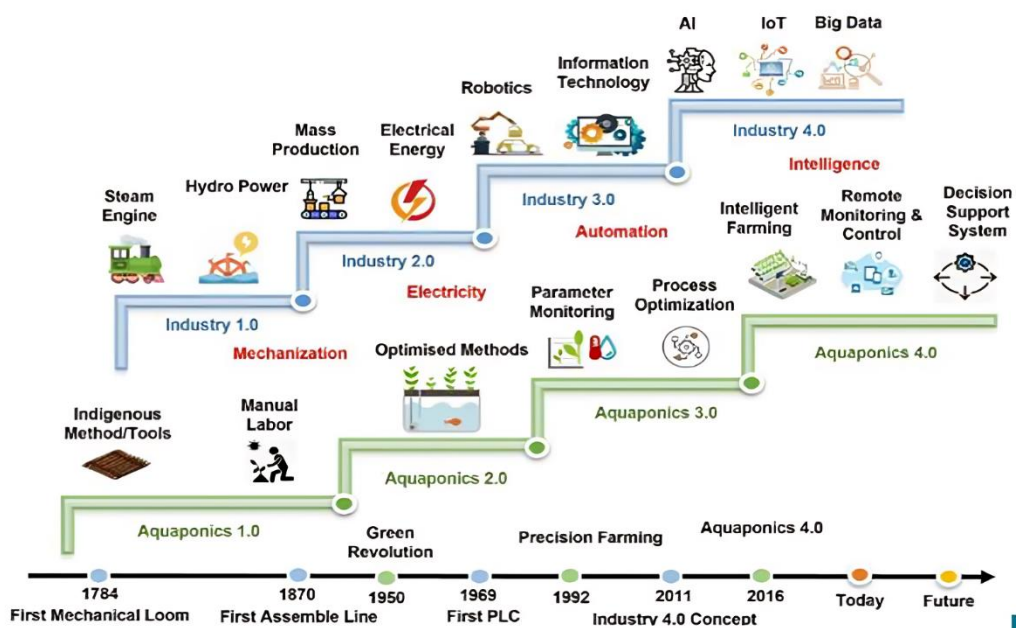 AI
IoT
Big Data
Information
Technology
Robotics
Mass
Production
Electrical
Energy
Industry 4.0
Intelligence
Steam
Engine
Hydro Power
Industry 3.0
Automation
Intelligent
Farming
Remote
Monitoring &
Control
Decision
Support
System
Industry 2.0
Electricity
Parameter
Monitoring
Process
Optimization
Industry 1.0
Mechanization
Optimised Methods
Aquaponics 4.0
Indigenous
Method/Tools
Manual
Labor
Aquaponics 3.0
Aquaponics 2.0
Aquaponics 1.0
Green
Revolution
Precision Farming
Aquaponics 4.0
1784
1870
1950
1969
1992
2011
2016
Today
Future
First Mechanical Loom
First Assemble Line
First PLC
Industry 4.0 Concept